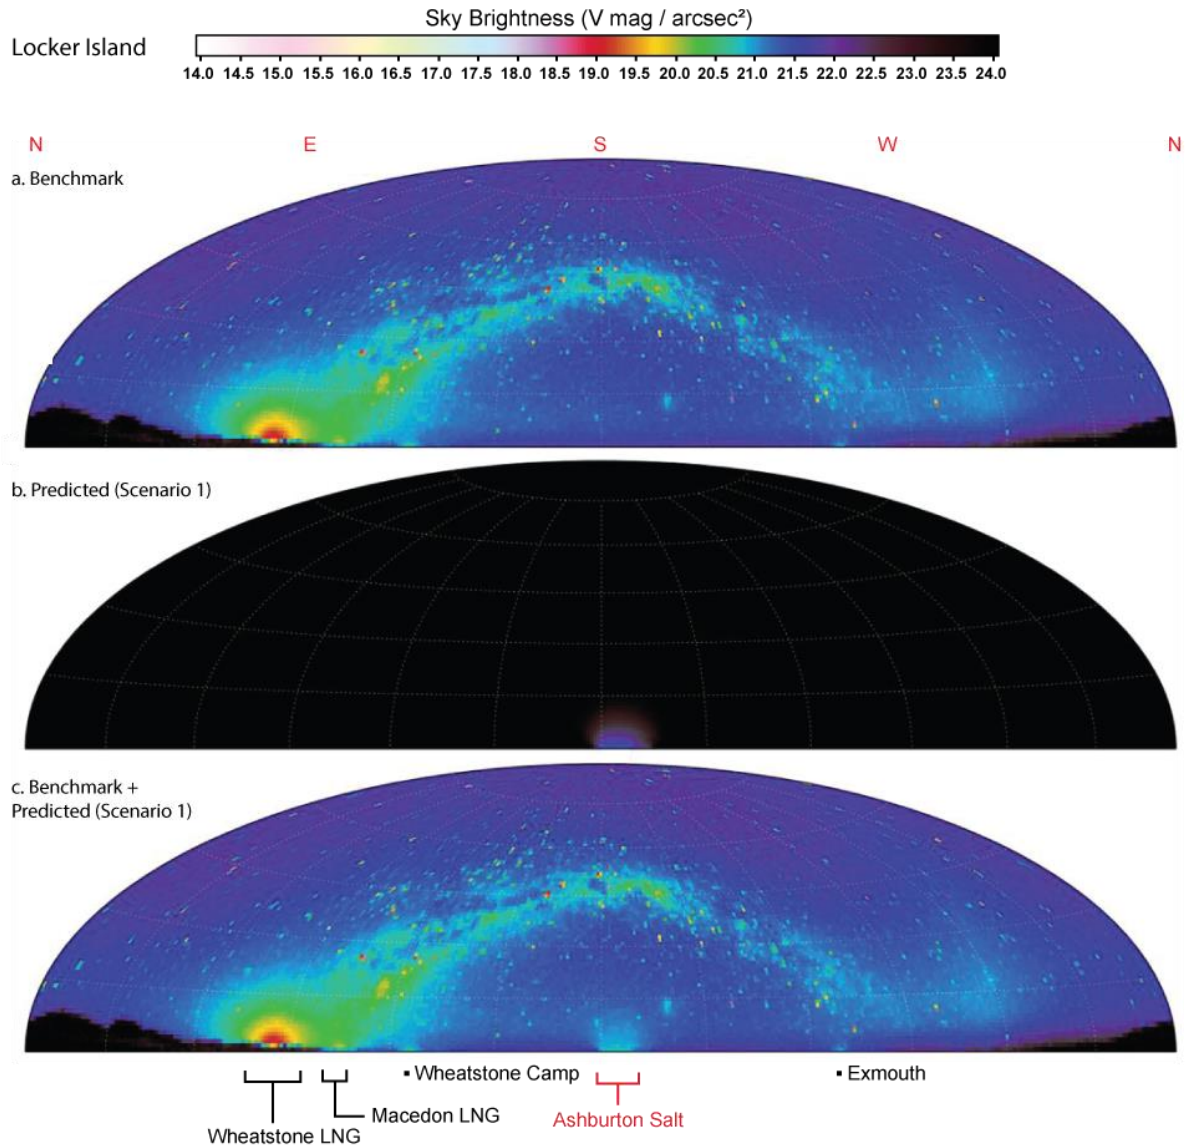 Sky Brightness (V mag / arcsec²)
Locker Island
14.0 14.5 15.0 15.5 16.0 16.5 17.0 17.5 18.0 18.5 19.0 19.5 20.0 20.5 21.0 21.5 22.0 22.5 23.0 23.5 24.0
N E S W N
a. Benchmark
b. Predicted (Scenario 1)
c. Benchmark +
Predicted (Scenario 1)
Wheatstone Camp
Exmouth
Macedon LNG
Ashburton Salt
Wheatstone LNG